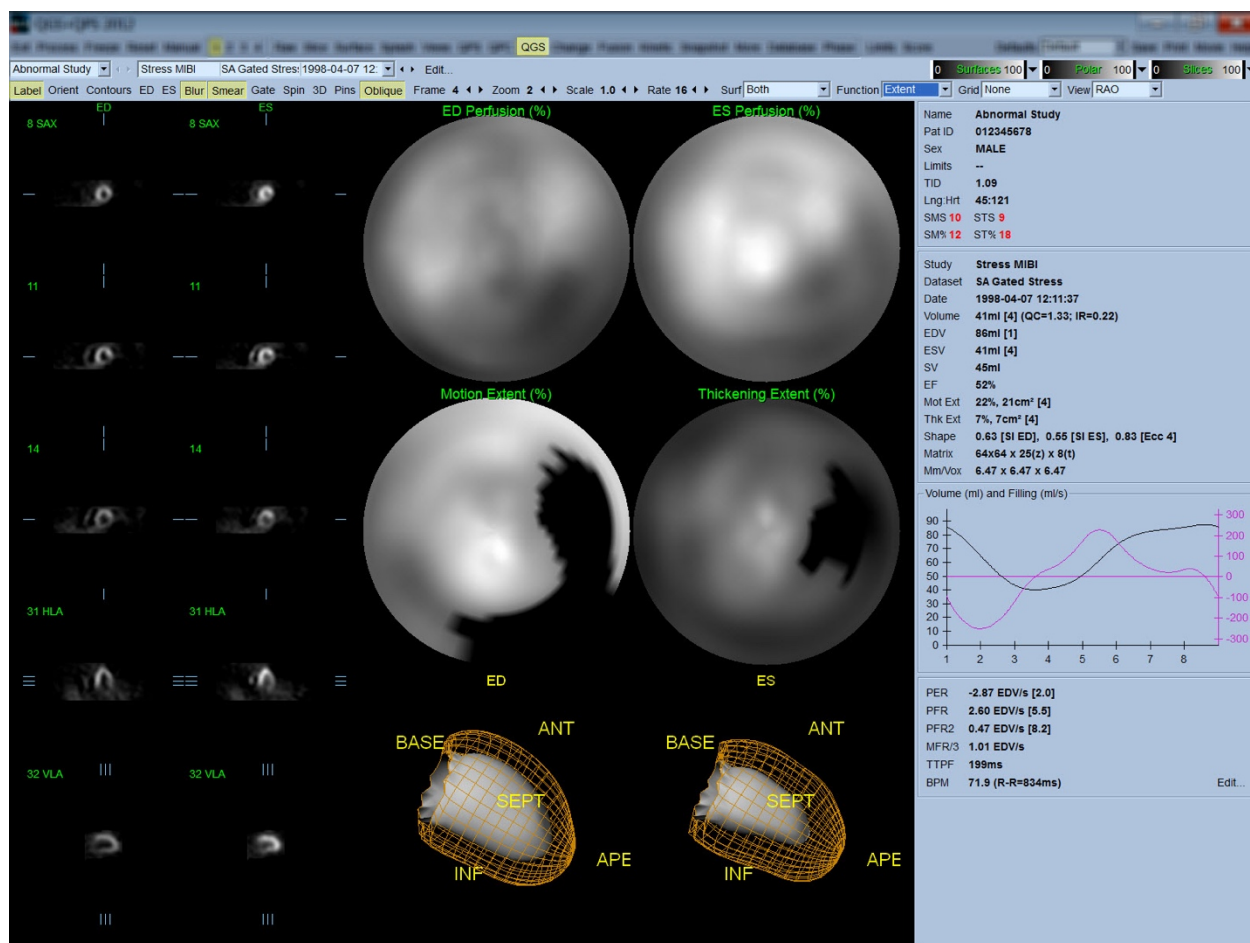 QGS+QPS 2012
QGS
Abnormal Study Stress MIBI SA Gated Stres: 1998-04-07 12: Edit...
0 Surfaces 100 0 Polar 100 0 Slices 100
Label Orient Contours ED ES Blur Smear Gate Spin 3D Pins Oblique Frame 4 Zoom 2 Scale 1.0 Rate 16 Surf Both Function Extent Grid None View RAO
ED ES
8 SAX 8 SAX
11 11
14 14
31 HLA 31 HLA
32 VLA 32 VLA
ED Perfusion (%) ES Perfusion (%)
Motion Extent (%) Thickening Extent (%)
ED ES
BASE ANT SEPT INF APE
BASE ANT SEPT INF APE
Name Abnormal Study
Pat ID 012345678
Sex MALE
Limits --
TID 1.09
Lng:Hrt 45:121
SMS 10 STS 9
SM% 12 ST% 18
Study Stress MIBI
Dataset SA Gated Stress
Date 1998-04-07 12:11:37
Volume 41ml [4] (QC=1.33; IR=0.22)
EDV 86ml [1]
ESV 41ml [4]
SV 45ml
EF 52%
Mot Ext 22%, 21cm² [4]
Thk Ext 7%, 7cm² [4]
Shape 0.63 [SI ED], 0.55 [SI ES], 0.83 [Ecc 4]
Matrix 64x64 x 25(z) x 8(t)
Mm/Vox 6.47 x 6.47 x 6.47
Volume (ml) and Filling (ml/s)
90 300
80 200
70
60 100
50 0
40
30 -100
20 -200
10
0 -300
1 2 3 4 5 6 7 8
PER -2.87 EDV/s [2.0]
PFR 2.60 EDV/s [5.5]
PFR2 0.47 EDV/s [8.2]
MFR/3 1.01 EDV/s
TTPF 199ms
BPM 71.9 (R-R=834ms) Edit...